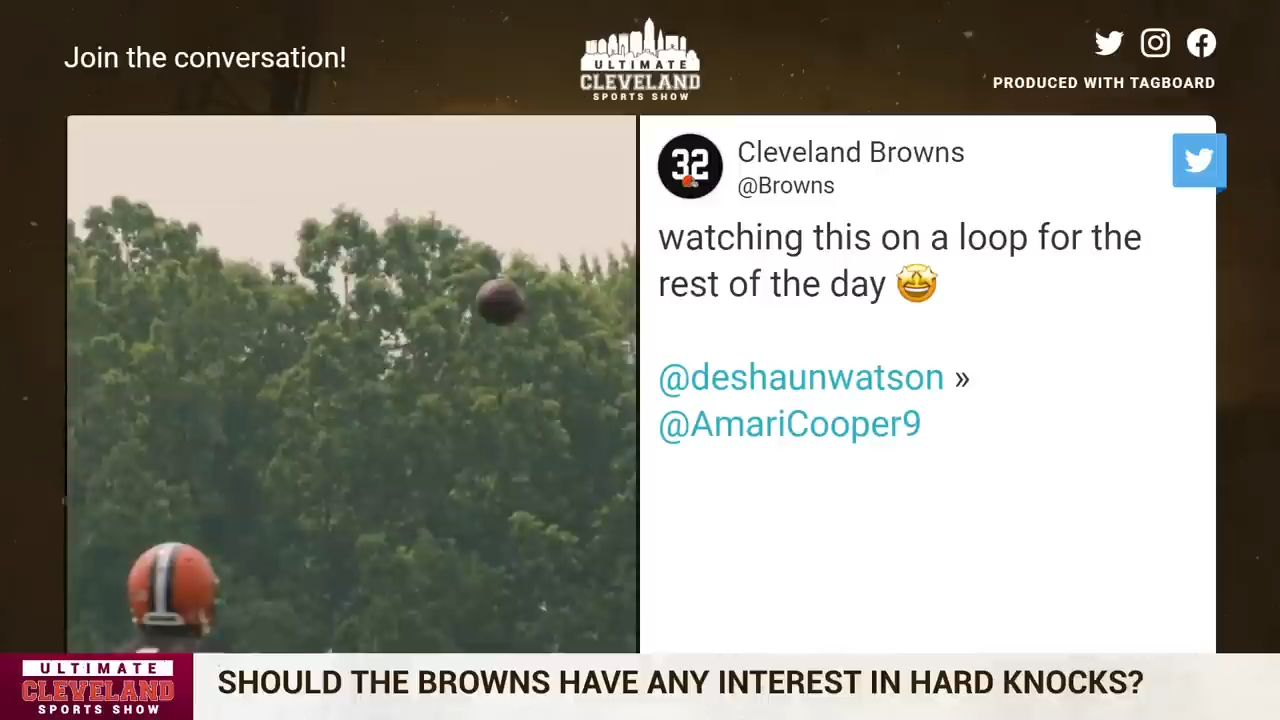 Join the conversation!
ULTIMATE
CLEVELAND
SPORTS SHOW
PRODUCED WITH TAGBOARD
32
Cleveland Browns
@Browns
watching this on a loop for the
rest of the day 🤩
@deshaunwatson »
@AmariCooper9
ULTIMATE
CLEVELAND
SPORTS SHOW
SHOULD THE BROWNS HAVE ANY INTEREST IN HARD KNOCKS?